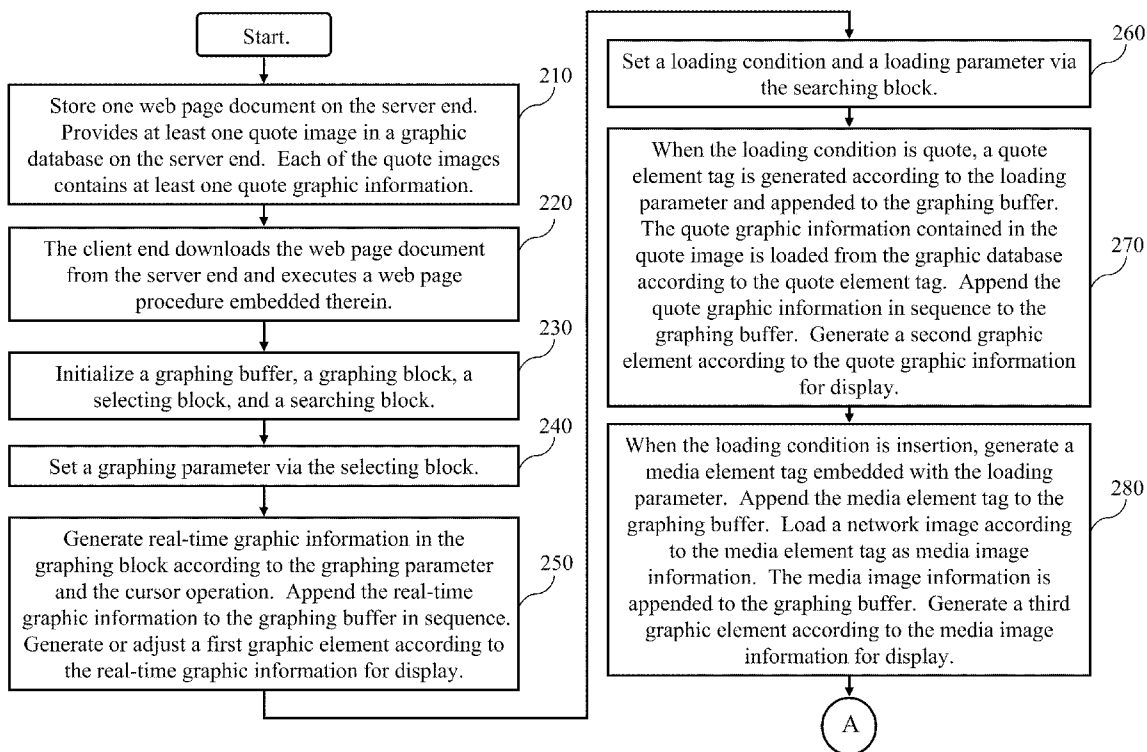 Start.
210
Store one web page document on the server end.
Provides at least one quote image in a graphic
database on the server end. Each of the quote images
contains at least one quote graphic information.
220
The client end downloads the web page document
from the server end and executes a web page
procedure embedded therein.
230
Initialize a graphing buffer, a graphing block, a
selecting block, and a searching block.
240
Set a graphing parameter via the selecting block.
250
Generate real-time graphic information in the
graphing block according to the graphing parameter
and the cursor operation. Append the real-time
graphic information to the graphing buffer in sequence.
Generate or adjust a first graphic element according to
the real-time graphic information for display.
260
Set a loading condition and a loading parameter via
the searching block.
270
When the loading condition is quote, a quote
element tag is generated according to the loading
parameter and appended to the graphing buffer.
The quote graphic information contained in the
quote image is loaded from the graphic database
according to the quote element tag. Append the
quote graphic information in sequence to the
graphing buffer. Generate a second graphic
element according to the quote graphic information
for display.
280
When the loading condition is insertion, generate a
media element tag embedded with the loading
parameter. Append the media element tag to the
graphing buffer. Load a network image according
to the media element tag as media image
information. The media image information is
appended to the graphing buffer. Generate a third
graphic element according to the media image
information for display.
A